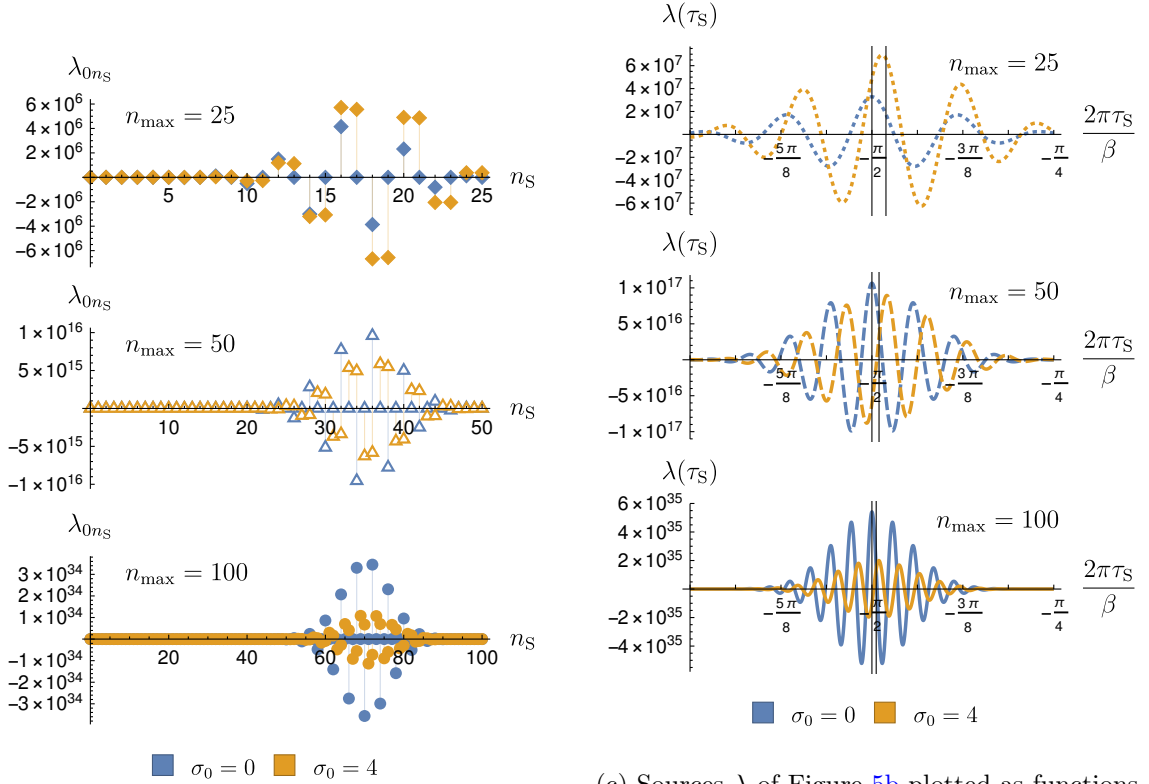 λ0nS
nmax = 25
6×10^6
4×10^6
2×10^6
-2×10^6
-4×10^6
-6×10^6
5 10 15 20 25
nS
λ0nS
nmax = 50
1×10^16
5×10^15
-5×10^15
-1×10^16
10 20 30 40 50
nS
λ0nS
nmax = 100
3×10^34
2×10^34
1×10^34
-1×10^34
-2×10^34
-3×10^34
20 40 60 80 100
nS
σ0 = 0 σ0 = 4
λ(τS)
nmax = 25
6×10^7
4×10^7
2×10^7
-2×10^7
-4×10^7
-6×10^7
-5π/8 -π/2 -3π/8 -π/4
2πτS/β
λ(τS)
nmax = 50
1×10^17
5×10^16
-5×10^16
-1×10^17
-5π/8 -π/2 -3π/8 -π/4
2πτS/β
λ(τS)
nmax = 100
6×10^35
4×10^35
2×10^35
-2×10^35
-4×10^35
-5π/8 -π/2 -3π/8 -π/4
2πτS/β
σ0 = 0 σ0 = 4
(c) Sources λ of Figure 5b plotted as functions